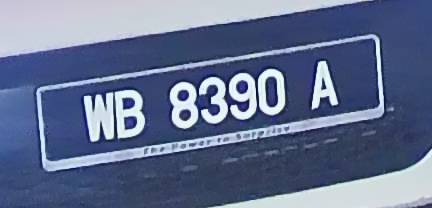 WB 8390 A
The Power to Surprise